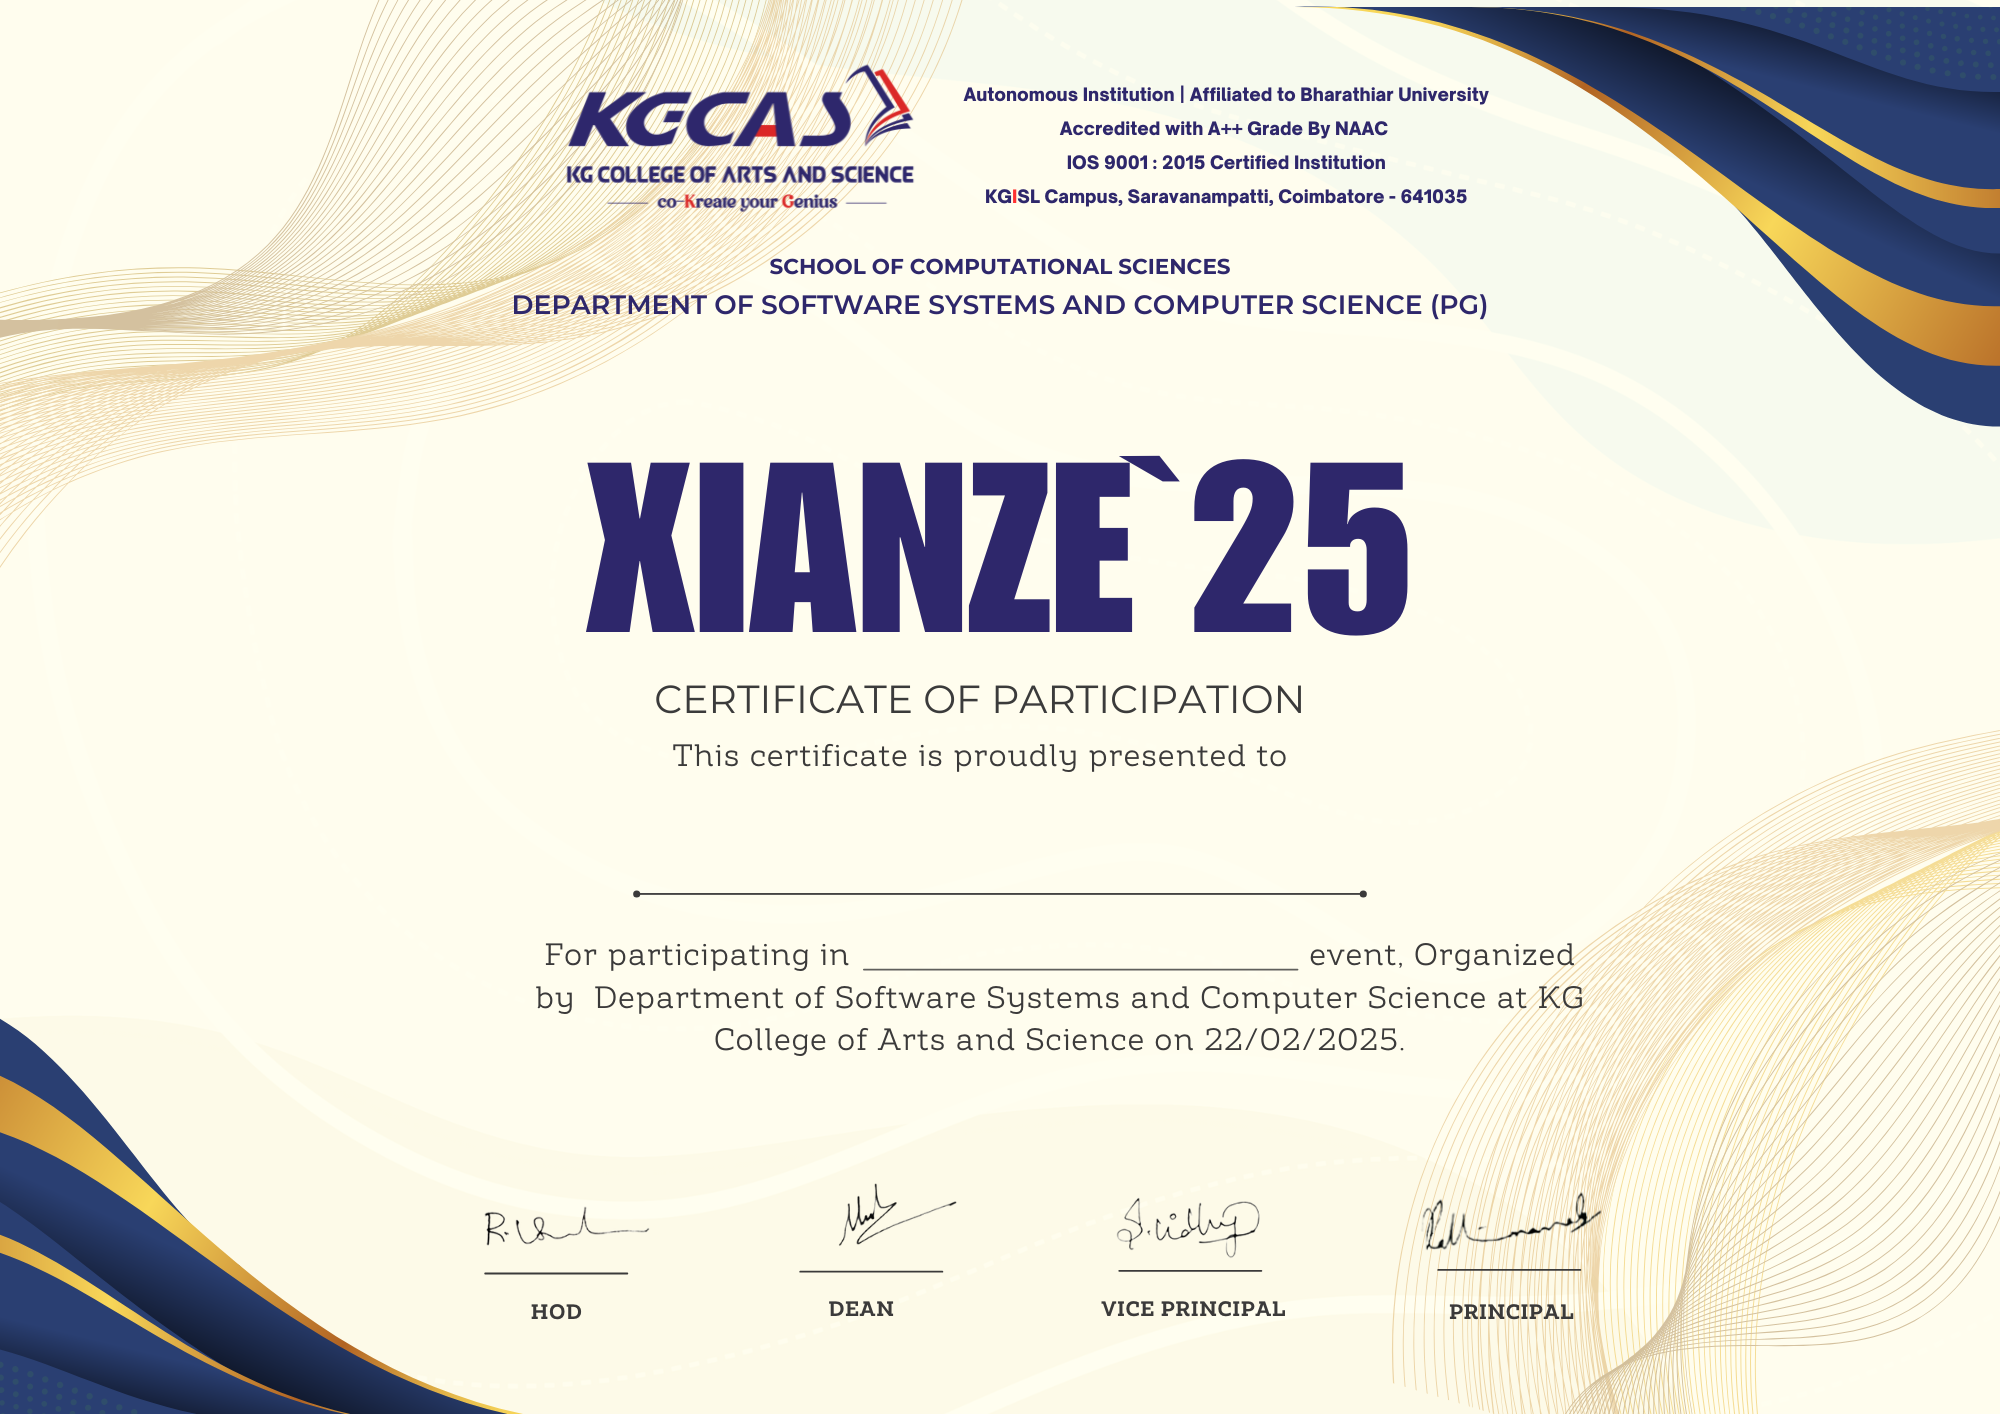 KGCAS
KG COLLEGE OF ARTS AND SCIENCE
co-Kreate your Genius
Autonomous Institution | Affiliated to Bharathiar University
Accredited with A++ Grade By NAAC
IOS 9001 : 2015 Certified Institution
KGISL Campus, Saravanampatti, Coimbatore - 641035
SCHOOL OF COMPUTATIONAL SCIENCES
DEPARTMENT OF SOFTWARE SYSTEMS AND COMPUTER SCIENCE (PG)
XIANZE`25
CERTIFICATE OF PARTICIPATION
This certificate is proudly presented to
For participating in ____________________ event, Organized
by Department of Software Systems and Computer Science at KG
College of Arts and Science on 22/02/2025.
HOD
DEAN
VICE PRINCIPAL
PRINCIPAL